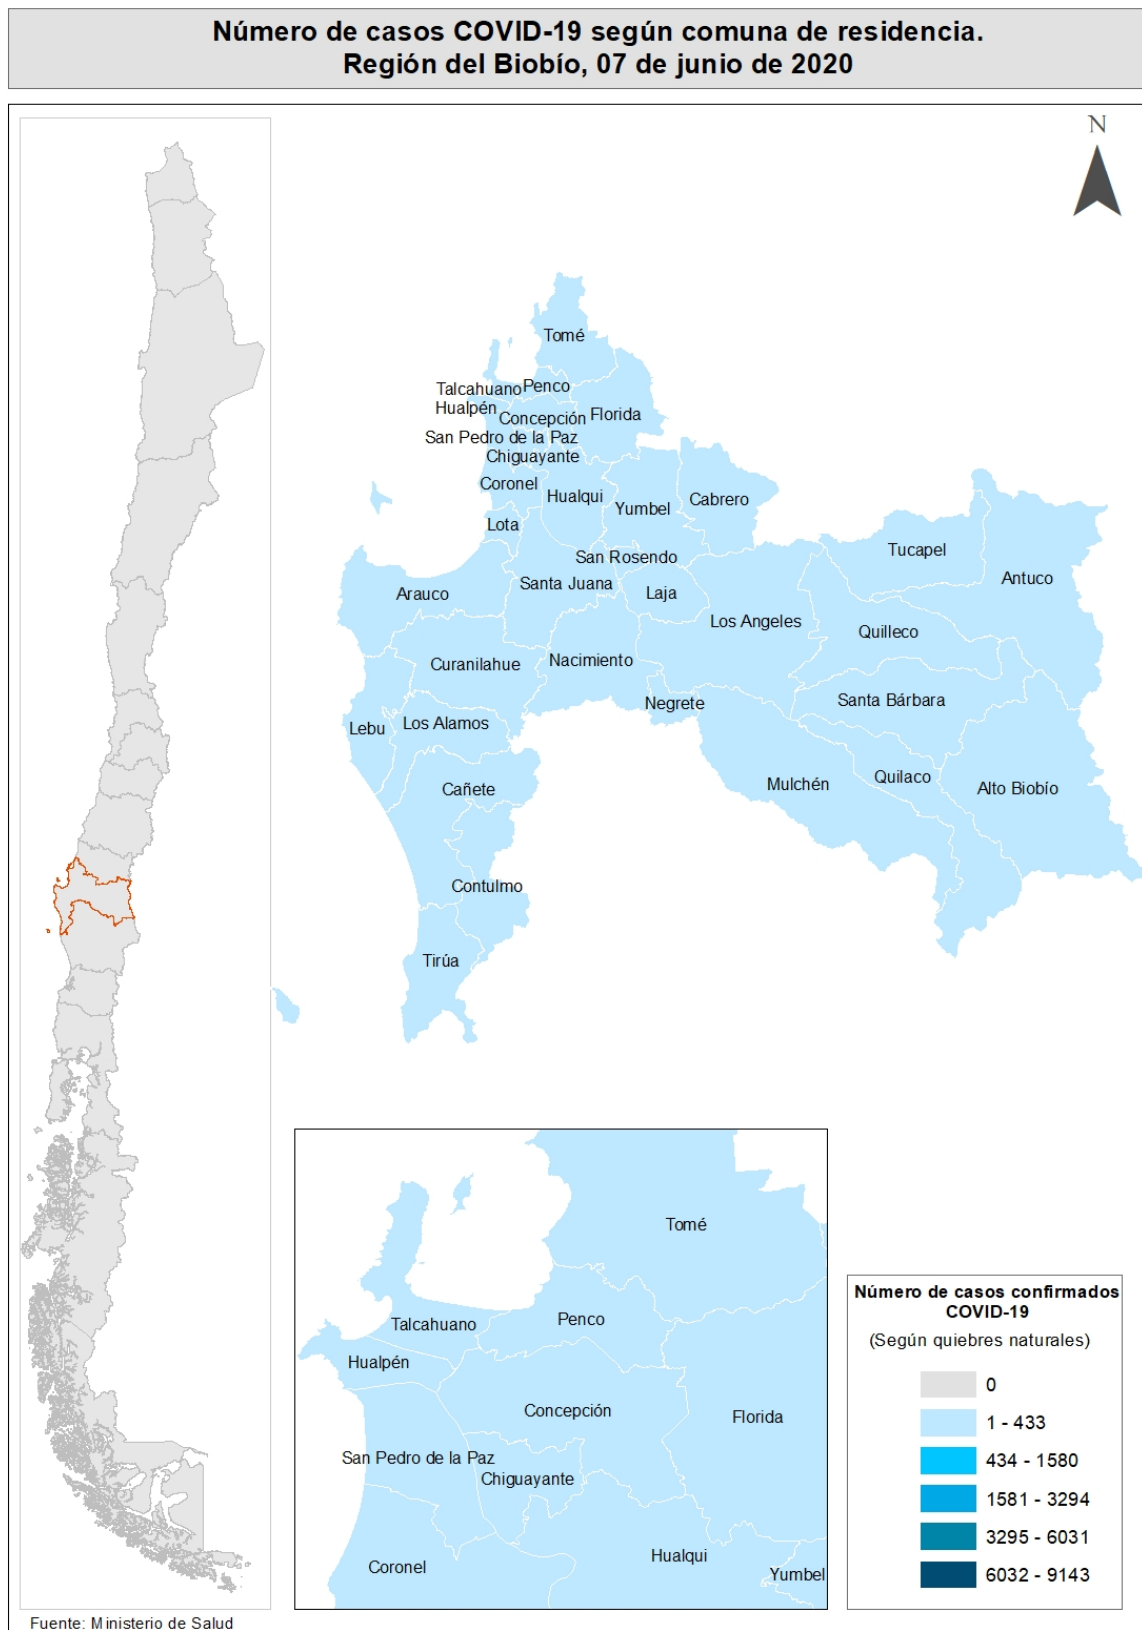 Número de casos COVID-19 según comuna de residencia.
Región del Biobío, 07 de junio de 2020
N
Tomé
Talcahuano
Penco
Hualpén
Concepción
Florida
San Pedro de la Paz
Chiguayante
Coronel
Hualqui
Yumbel
Cabrero
Lota
San Rosendo
Tucapel
Antuco
Arauco
Santa Juana
Laja
Los Angeles
Quilleco
Curanilahue
Nacimiento
Negrete
Santa Bárbara
Lebu
Los Alamos
Cañete
Mulchén
Quilaco
Alto Biobío
Contulmo
Tirúa
Tomé
Talcahuano
Penco
Hualpén
Concepción
Florida
San Pedro de la Paz
Chiguayante
Coronel
Hualqui
Yumbel
Número de casos confirmados
COVID-19
(Según quiebres naturales)
0
1 - 433
434 - 1580
1581 - 3294
3295 - 6031
6032 - 9143
Fuente: Ministerio de Salud